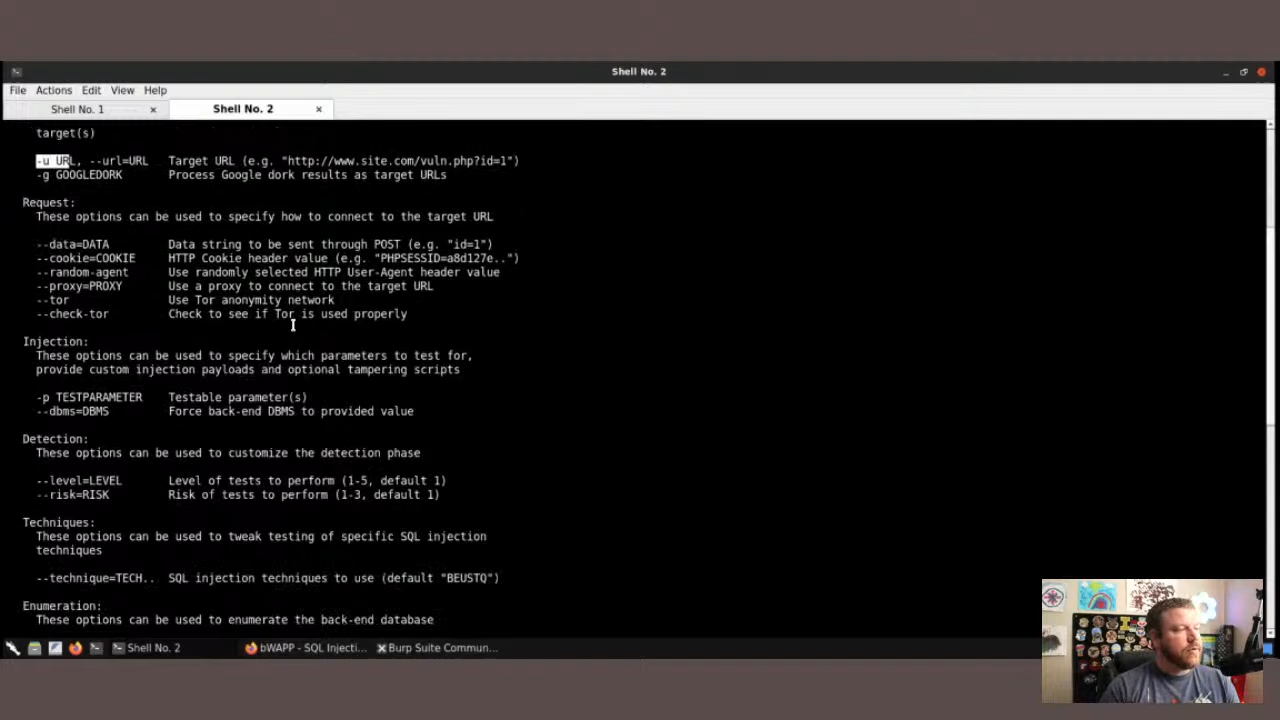 Shell No. 2
File Actions Edit View Help
Shell No. 1 × Shell No. 2 ×
target(s)
-u URL, --url=URL Target URL (e.g. "http://www.site.com/vuln.php?id=1")
-g GOOGLEDORK Process Google dork results as target URLs
Request:
These options can be used to specify how to connect to the target URL
--data=DATA Data string to be sent through POST (e.g. "id=1")
--cookie=COOKIE HTTP Cookie header value (e.g. "PHPSESSID=a8d127e..")
--random-agent Use randomly selected HTTP User-Agent header value
--proxy=PROXY Use a proxy to connect to the target URL
--tor Use Tor anonymity network
--check-tor Check to see if Tor is used properly
Injection:
These options can be used to specify which parameters to test for,
provide custom injection payloads and optional tampering scripts
-p TESTPARAMETER Testable parameter(s)
--dbms=DBMS Force back-end DBMS to provided value
Detection:
These options can be used to customize the detection phase
--level=LEVEL Level of tests to perform (1-5, default 1)
--risk=RISK Risk of tests to perform (1-3, default 1)
Techniques:
These options can be used to tweak testing of specific SQL injection
techniques
--technique=TECH.. SQL injection techniques to use (default "BEUSTQ")
Enumeration:
These options can be used to enumerate the back-end database
Shell No. 2 bWAPP - SQL Injecti... Burp Suite Commun...